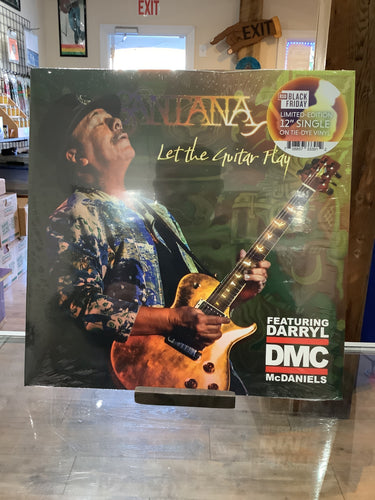 EXIT
EXIT
SANTANA
Let the Guitar Play
RSD
BLACK
FRIDAY
LIMITED-EDITION
12" SINGLE
ON TIE-DYE VINYL
FEATURING
DARRYL
DMC
McDANIELS